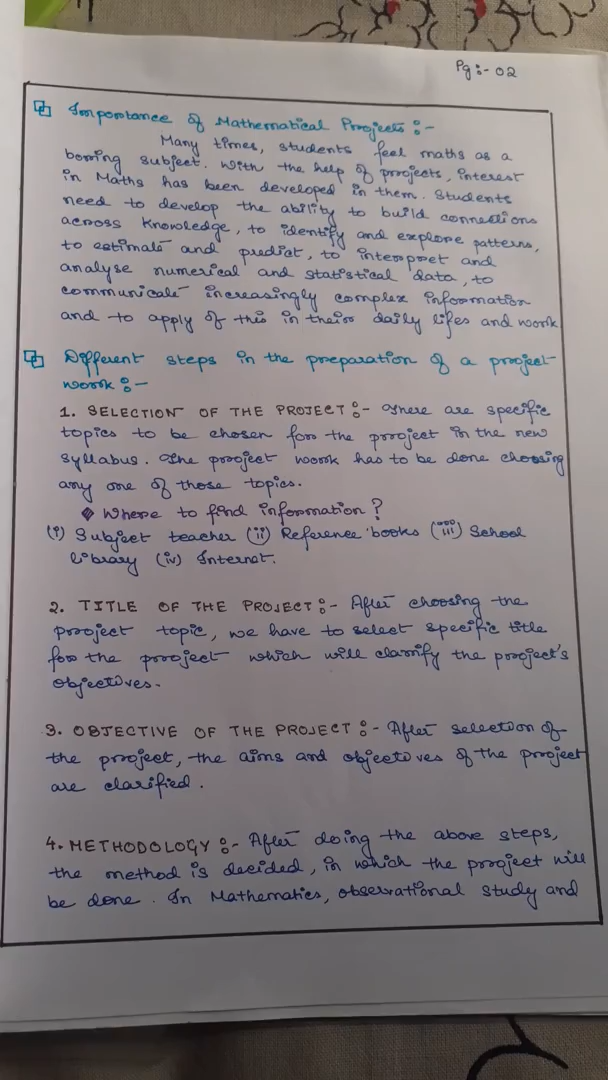 Pg:- 02
Importance of Mathematical Projects :-
Many times, students feel maths as a
boring subject. With the help of projects, interest
in Maths has been developed in them. Students
need to develop the ability to build connections
across knowledge, to identify and explore patterns,
to estimate and predict, to interpret and
analyse numerical and statistical data, to
communicate increasingly complex information
and to apply of this in their daily lifes and work
Different steps in the preparation of a project
work :-
1. SELECTION OF THE PROJECT :- There are specific
topics to be chosen for the project in the new
syllabus. The project work has to be done choosing
any one of those topics.
◆ Where to find information?
(i) Subject teacher (ii) Reference books (iii) School
library (iv) Internet.
2. TITLE OF THE PROJECT :- After choosing the
project topic, we have to select specific title
for the project which will clarify the project's
objectives.
3. OBJECTIVE OF THE PROJECT :- After selection of
the project, the aims and objectives of the project
are clarified.
4. METHODOLOGY :- After doing the above steps,
the method is decided, in which the project will
be done. In Mathematics, observational study and